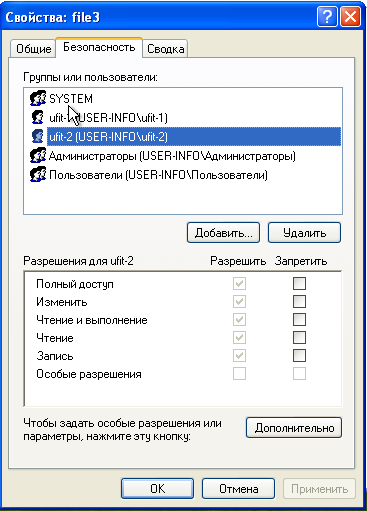 Свойства: file3
Общие Безопасность Сводка
Группы или пользователи:
SYSTEM
ufit-1 (USER-INFO\ufit-1)
ufit-2 (USER-INFO\ufit-2)
Администраторы (USER-INFO\Администраторы)
Пользователи (USER-INFO\Пользователи)
Добавить... Удалить
Разрешения для ufit-2 Разрешить Запретить
Полный доступ
Изменить
Чтение и выполнение
Чтение
Запись
Особые разрешения
Чтобы задать особые разрешения или
параметры, нажмите эту кнопку:
Дополнительно
OK Отмена Применить